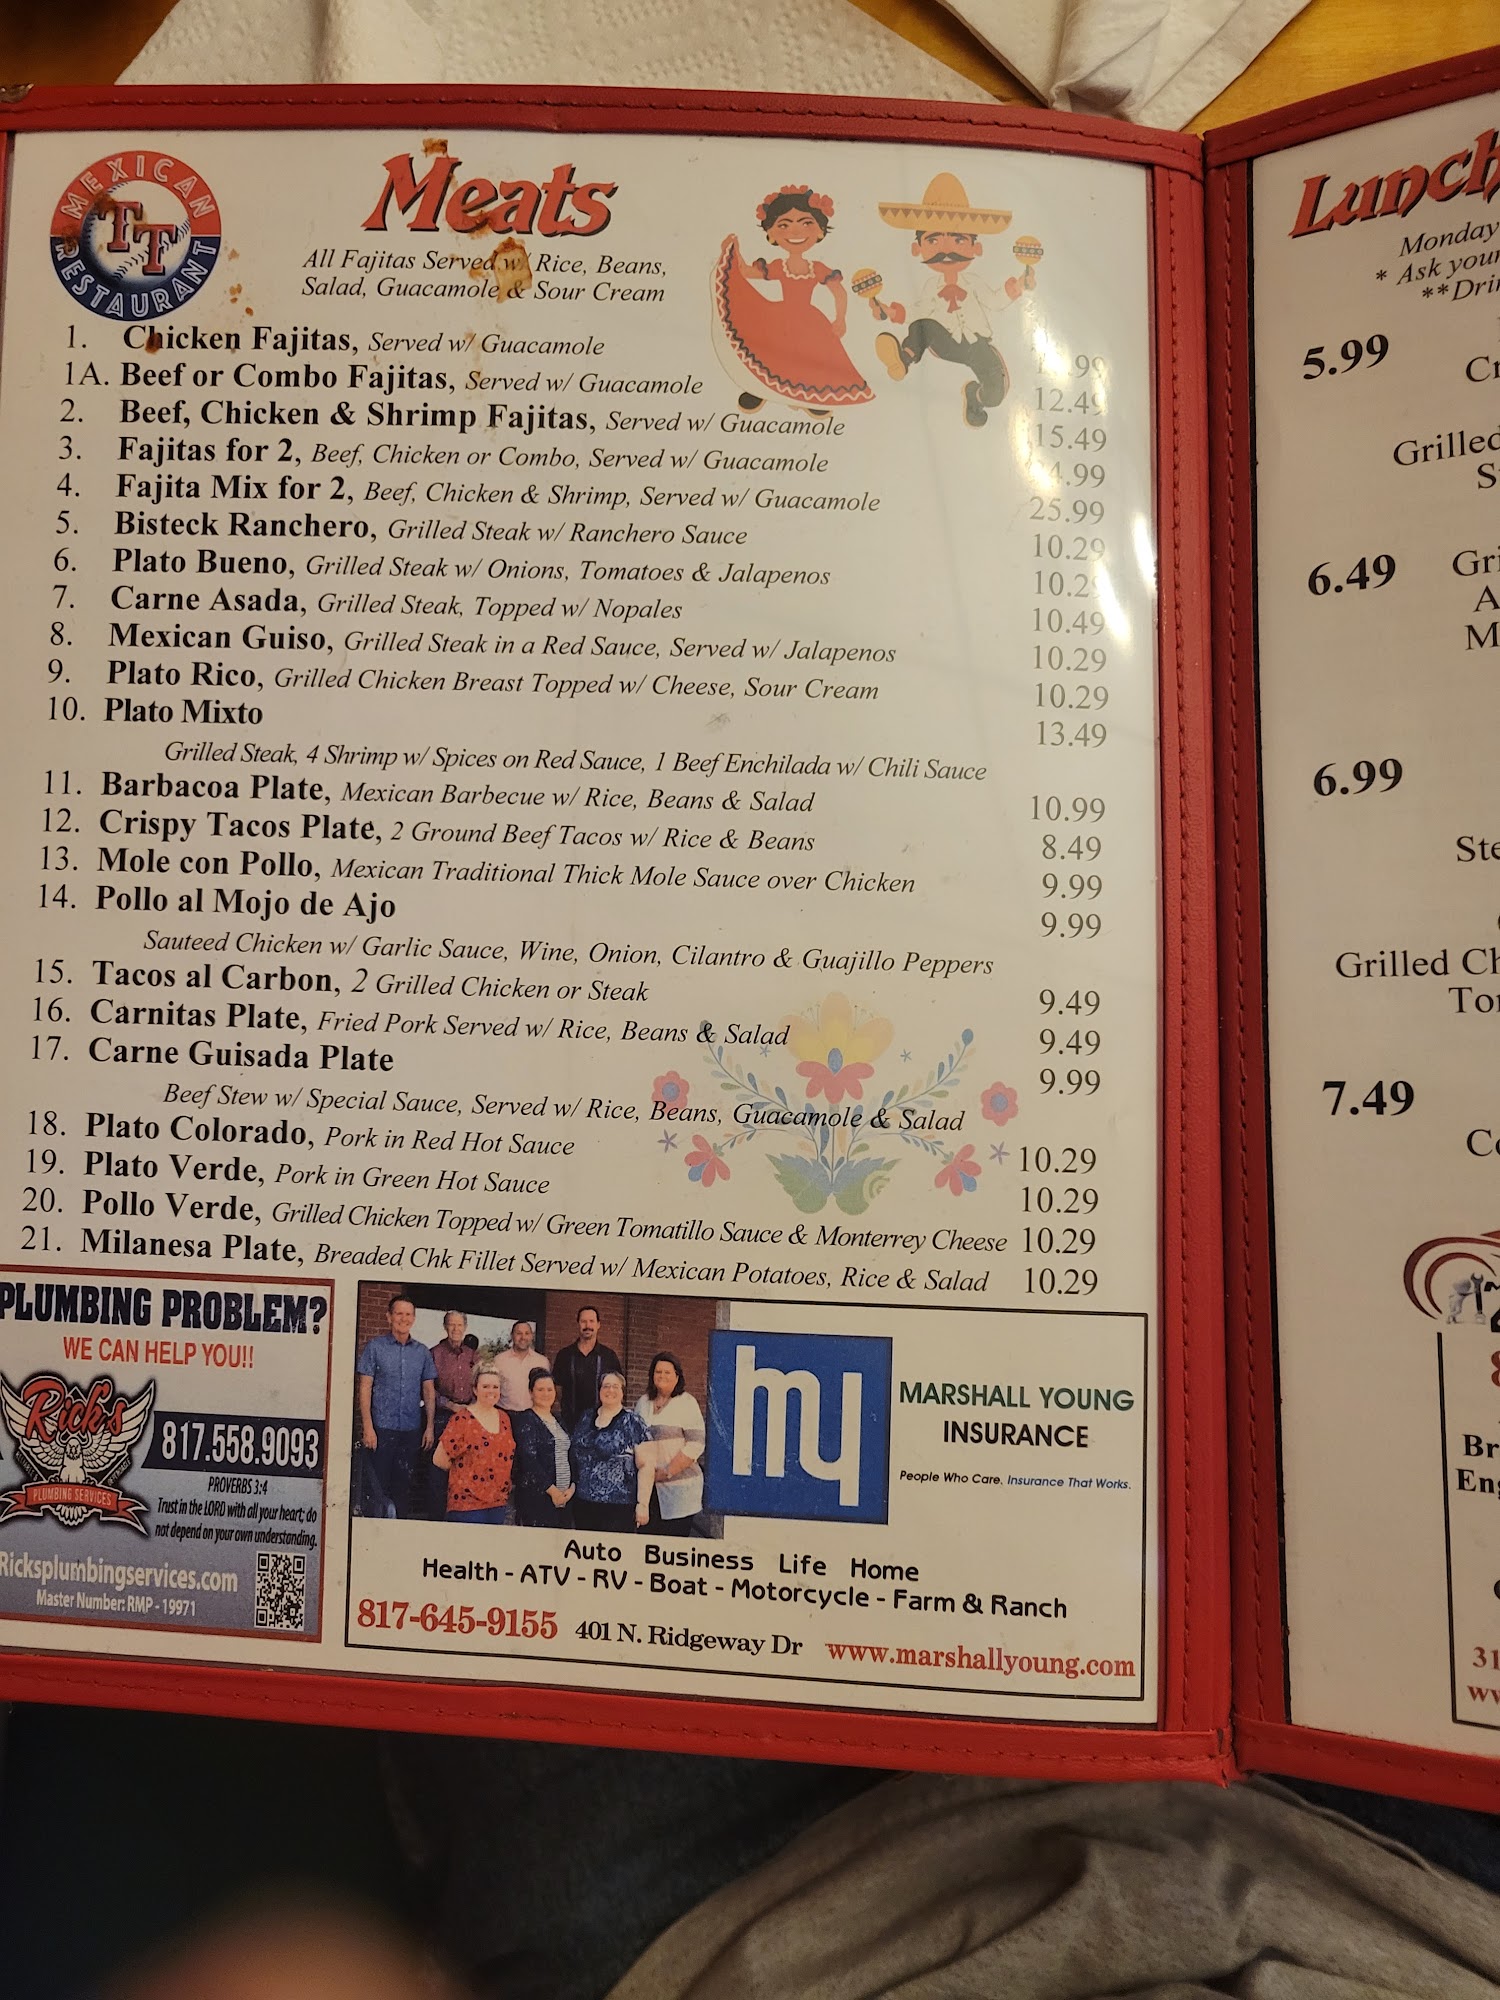 MEXICAN
TT
RESTAURANT
Meats
All Fajitas Served w/ Rice, Beans,
Salad, Guacamole & Sour Cream
1. Chicken Fajitas, Served w/ Guacamole
1A. Beef or Combo Fajitas, Served w/ Guacamole 12.49
2. Beef, Chicken & Shrimp Fajitas, Served w/ Guacamole 15.49
3. Fajitas for 2, Beef, Chicken or Combo, Served w/ Guacamole
4. Fajita Mix for 2, Beef, Chicken & Shrimp, Served w/ Guacamole 25.99
5. Bisteck Ranchero, Grilled Steak w/ Ranchero Sauce 10.29
6. Plato Bueno, Grilled Steak w/ Onions, Tomatoes & Jalapenos 10.29
7. Carne Asada, Grilled Steak, Topped w/ Nopales 10.49
8. Mexican Guiso, Grilled Steak in a Red Sauce, Served w/ Jalapenos 10.29
9. Plato Rico, Grilled Chicken Breast Topped w/ Cheese, Sour Cream 10.29
10. Plato Mixto 13.49
Grilled Steak, 4 Shrimp w/ Spices on Red Sauce, 1 Beef Enchilada w/ Chili Sauce
11. Barbacoa Plate, Mexican Barbecue w/ Rice, Beans & Salad 10.99
12. Crispy Tacos Plate, 2 Ground Beef Tacos w/ Rice & Beans 8.49
13. Mole con Pollo, Mexican Traditional Thick Mole Sauce over Chicken 9.99
14. Pollo al Mojo de Ajo 9.99
Sauteed Chicken w/ Garlic Sauce, Wine, Onion, Cilantro & Guajillo Peppers
15. Tacos al Carbon, 2 Grilled Chicken or Steak 9.49
16. Carnitas Plate, Fried Pork Served w/ Rice, Beans & Salad 9.49
17. Carne Guisada Plate 9.99
Beef Stew w/ Special Sauce, Served w/ Rice, Beans, Guacamole & Salad
18. Plato Colorado, Pork in Red Hot Sauce 10.29
19. Plato Verde, Pork in Green Hot Sauce 10.29
20. Pollo Verde, Grilled Chicken Topped w/ Green Tomatillo Sauce & Monterrey Cheese 10.29
21. Milanesa Plate, Breaded Chk Fillet Served w/ Mexican Potatoes, Rice & Salad 10.29
PLUMBING PROBLEM?
WE CAN HELP YOU!!
Rick's
PLUMBING SERVICES
817.558.9093
PROVERBS 3:4
Trust in the LORD with all your heart; do
not depend on your own understanding.
Ricksplumbingservices.com
Master Number: RMP - 19971
my
MARSHALL YOUNG
INSURANCE
People Who Care. Insurance That Works.
Auto Business Life Home
Health - ATV - RV - Boat - Motorcycle - Farm & Ranch
817-645-9155 401 N. Ridgeway Dr www.marshallyoung.com
Lunch
Monday
* Ask your
**Drin
5.99
Cr
Grilled
S
6.49 Gri
A
M
6.99
Ste
Grilled Ch
Tor
7.49
Co
8
Br
Eng
31
ww